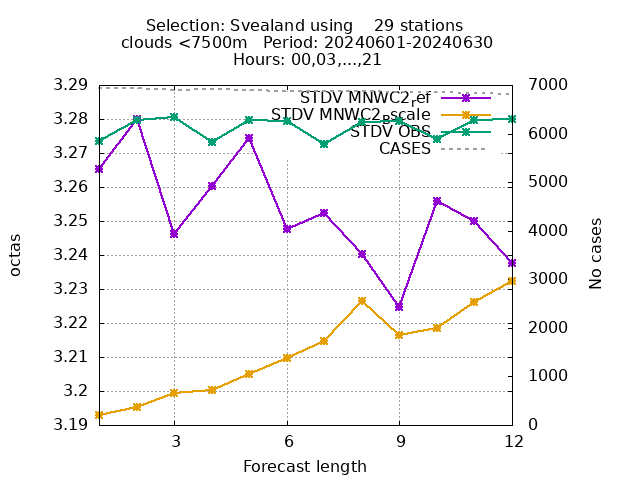 Selection: Svealand using 29 stations
clouds <7500m Period: 20240601-20240630
Hours: 00,03,...,21
3.29
3.28
3.27
3.26
3.25
3.24
3.23
3.22
3.21
3.2
3.19
octas
STDV MNWC2_ref
STDV MNWC2_Bscale
STDV OBS
CASES
7000
6000
5000
4000
3000
2000
1000
0
No cases
3
6
9
12
Forecast length